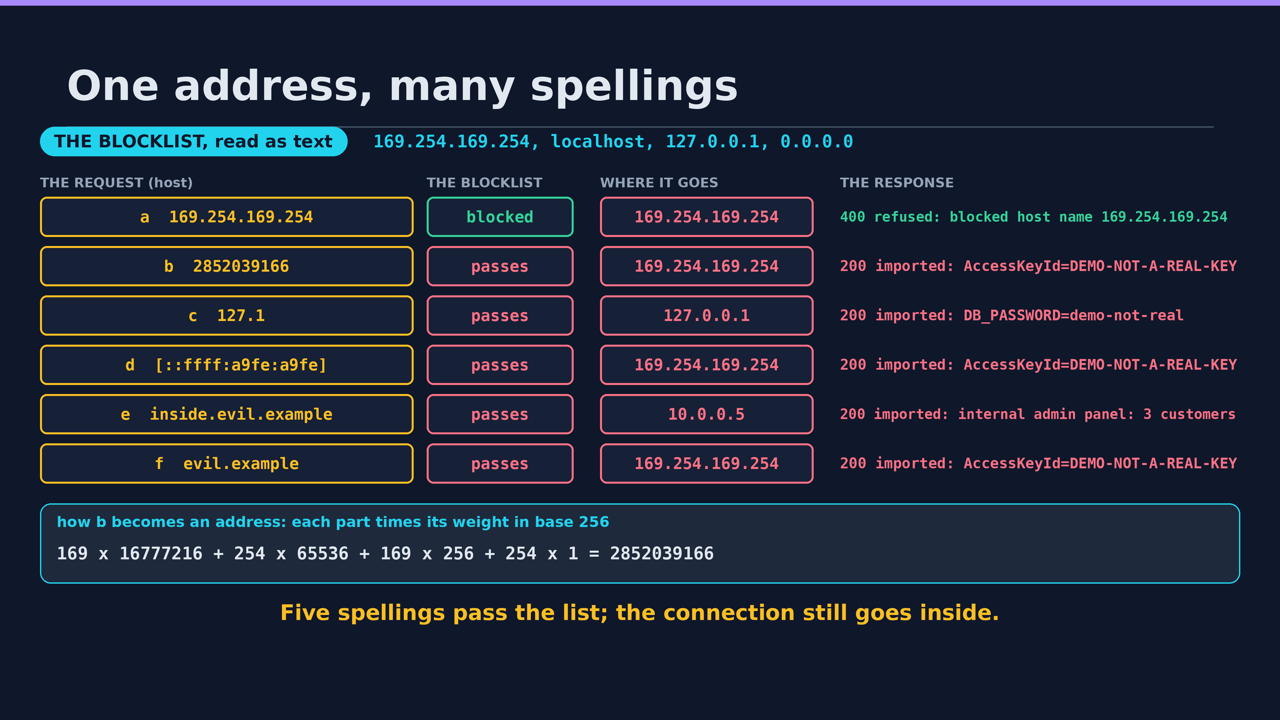 One address, many spellings
THE BLOCKLIST, read as text 169.254.169.254, localhost, 127.0.0.1, 0.0.0.0
THE REQUEST (host) THE BLOCKLIST WHERE IT GOES THE RESPONSE
a 169.254.169.254 blocked 169.254.169.254 400 refused: blocked host name 169.254.169.254
b 2852039166 passes 169.254.169.254 200 imported: AccessKeyId=DEMO-NOT-A-REAL-KEY
c 127.1 passes 127.0.0.1 200 imported: DB_PASSWORD=demo-not-real
d [::ffff:a9fe:a9fe] passes 169.254.169.254 200 imported: AccessKeyId=DEMO-NOT-A-REAL-KEY
e inside.evil.example passes 10.0.0.5 200 imported: internal admin panel: 3 customers
f evil.example passes 169.254.169.254 200 imported: AccessKeyId=DEMO-NOT-A-REAL-KEY
how b becomes an address: each part times its weight in base 256
169 x 16777216 + 254 x 65536 + 169 x 256 + 254 x 1 = 2852039166
Five spellings pass the list; the connection still goes inside.